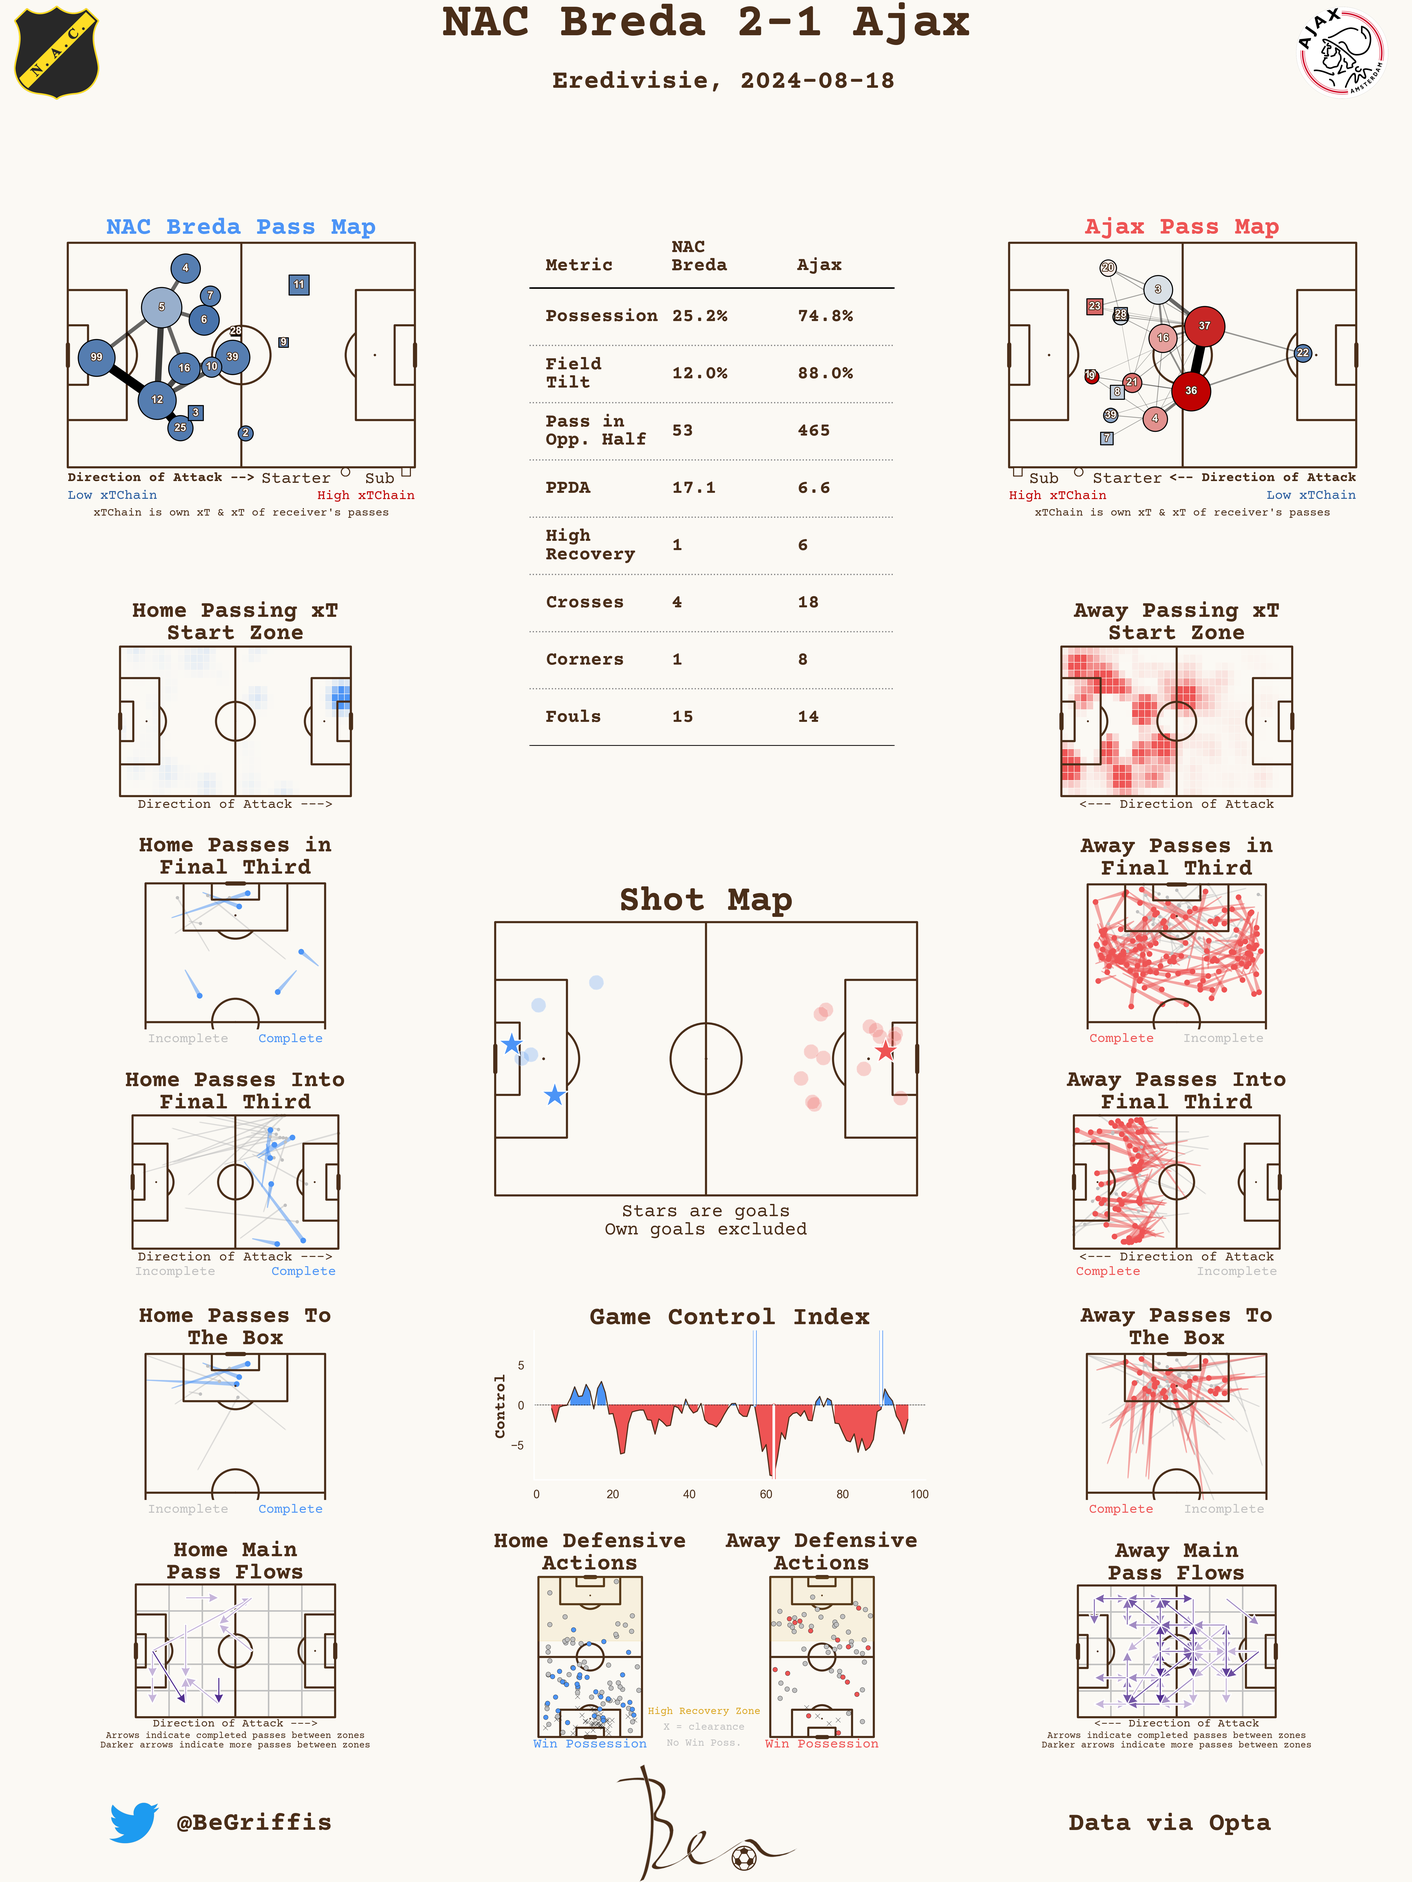 NAC Breda 2-1 Ajax
Eredivisie, 2024-08-18
N.A.C.
AJAX
AMSTERDAM
NAC Breda Pass Map
4
11
7
5
6
28
9
99
39
16
10
12
3
25
2
Direction of Attack --> Starter Sub
Low xTChain High xTChain
xTChain is own xT & xT of receiver's passes
Metric NAC Breda Ajax
Possession 25.2% 74.8%
Field Tilt 12.0% 88.0%
Pass in Opp. Half 53 465
PPDA 17.1 6.6
High Recovery 1 6
Crosses 4 18
Corners 1 8
Fouls 15 14
Ajax Pass Map
20
3
23
28
37
16
22
19
21
8
36
39
4
7
Sub Starter <-- Direction of Attack
High xTChain Low xTChain
xTChain is own xT & xT of receiver's passes
Home Passing xT
Start Zone
Direction of Attack --->
Away Passing xT
Start Zone
<--- Direction of Attack
Home Passes in
Final Third
Incomplete Complete
Away Passes in
Final Third
Complete Incomplete
Shot Map
Stars are goals
Own goals excluded
Home Passes Into
Final Third
Direction of Attack --->
Incomplete Complete
Away Passes Into
Final Third
<--- Direction of Attack
Complete Incomplete
Home Passes To
The Box
Incomplete Complete
Game Control Index
Control
5
0
−5
0 20 40 60 80 100
Away Passes To
The Box
Complete Incomplete
Home Main
Pass Flows
Direction of Attack --->
Arrows indicate completed passes between zones
Darker arrows indicate more passes between zones
Home Defensive
Actions
Win Possession
Away Defensive
Actions
Win Possession
High Recovery Zone
X = clearance
No Win Poss.
Away Main
Pass Flows
<--- Direction of Attack
Arrows indicate completed passes between zones
Darker arrows indicate more passes between zones
@BeGriffis
Ben
Data via Opta